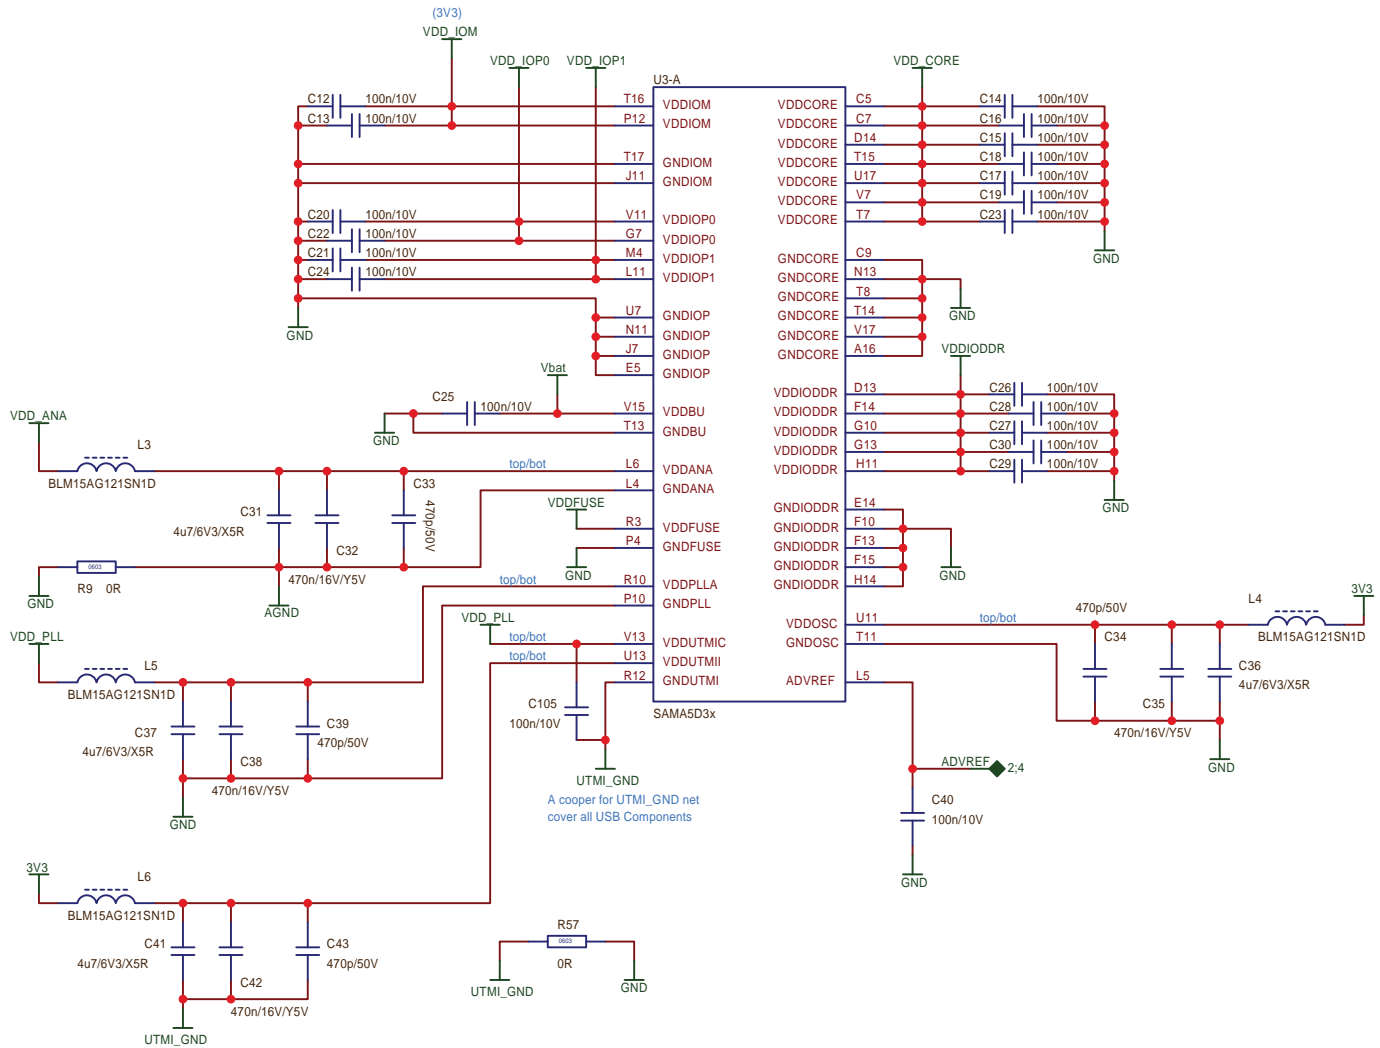 (3V3)
VDD_IOM
VDD_IOP0
VDD_IOP1
VDD_CORE
U3-A
C12 100n/10V T16 VDDIOM VDDCORE C5 C14 100n/10V
C13 100n/10V P12 VDDIOM VDDCORE C7 C16 100n/10V
VDDCORE D14 C15 100n/10V
T17 GNDIOM VDDCORE T15 C18 100n/10V
J11 GNDIOM VDDCORE U17 C17 100n/10V
VDDCORE V7 C19 100n/10V
C20 100n/10V V11 VDDIOP0 VDDCORE T7 C23 100n/10V
C22 100n/10V G7 VDDIOP0
C21 100n/10V M4 VDDIOP1 GNDCORE C9 GND
C24 100n/10V L11 VDDIOP1 GNDCORE N13
GNDCORE T8
U7 GNDIOP GNDCORE T14 GND
N11 GNDIOP GNDCORE V17
GND
J7 GNDIOP GNDCORE A16 VDDIODDR
E5 GNDIOP
Vbat
VDDIODDR D13 C26 100n/10V
C25 100n/10V V15 VDDBU VDDIODDR F14 C28 100n/10V
GND T13 GNDBU VDDIODDR G10 C27 100n/10V
VDDIODDR G13 C30 100n/10V
VDD_ANA
L3
BLM15AG121SN1D
top/bot L6 VDDANA VDDIODDR H11 C29 100n/10V
L4 GNDANA
GND
C31
4u7/6V3/X5R
C32
470n/16V/Y5V
C33
470p/50V
VDDFUSE
R3 VDDFUSE
P4 GNDFUSE
GND
GNDIODDR E14
GNDIODDR F10
GNDIODDR F13
GNDIODDR F15
GNDIODDR H14
GND
R9 0R
0603
GND
AGND
top/bot R10 VDDPLLA
P10 GNDPLL
VDD_PLL
top/bot V13 VDDUTMIC
top/bot U13 VDDUTMII
R12 GNDUTMI
VDDOSC U11 top/bot
GNDOSC T11
ADVREF L5
SAMA5D3x
470p/50V
C34
C35
470n/16V/Y5V
C36
4u7/6V3/X5R
L4
BLM15AG121SN1D
3V3
GND
VDD_PLL
L5
BLM15AG121SN1D
C37
4u7/6V3/X5R
C38
470n/16V/Y5V
C39
470p/50V
GND
C105
100n/10V
UTMI_GND
A cooper for UTMI_GND net
cover all USB Components
ADVREF 2;4
C40
100n/10V
GND
3V3
L6
BLM15AG121SN1D
C41
4u7/6V3/X5R
C42
470n/16V/Y5V
C43
470p/50V
UTMI_GND
R57
0603
0R
UTMI_GND
GND